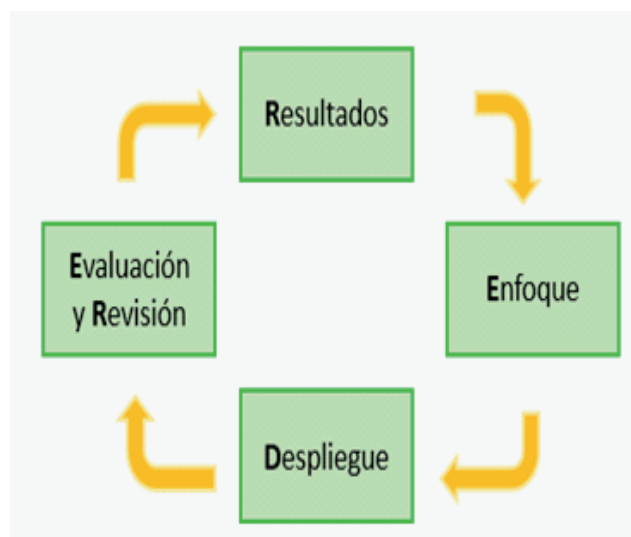 Resultados
Enfoque
Despliegue
Evaluación
y Revisión